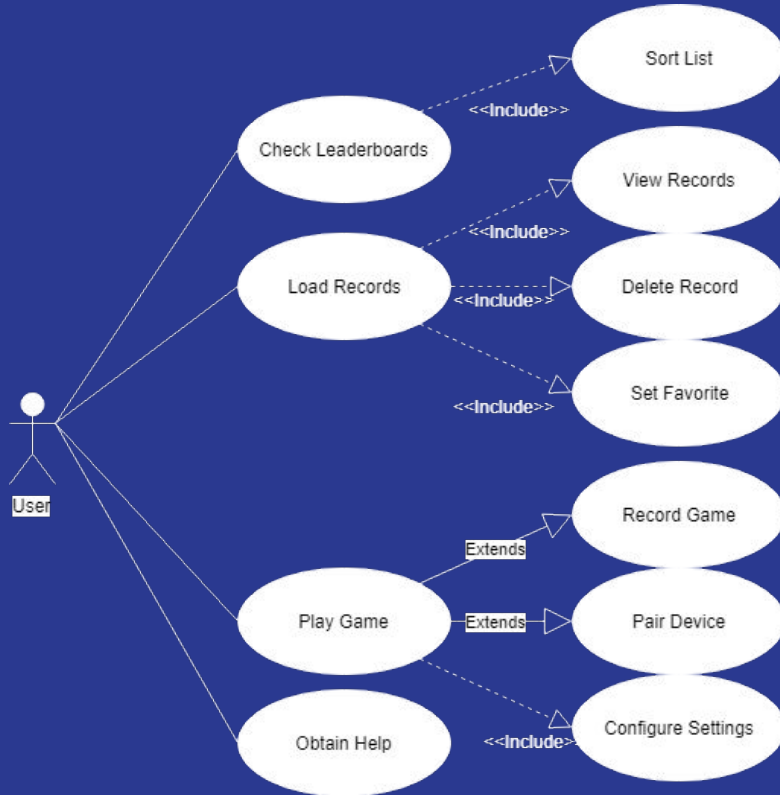 Sort List
<<Include>>
Check Leaderboards
View Records
<<Include>>
Load Records
Delete Record
<<Include>>
Set Favorite
<<Include>>
User
Record Game
Extends
Play Game
Extends
Pair Device
Configure Settings
<<Include>
Obtain Help